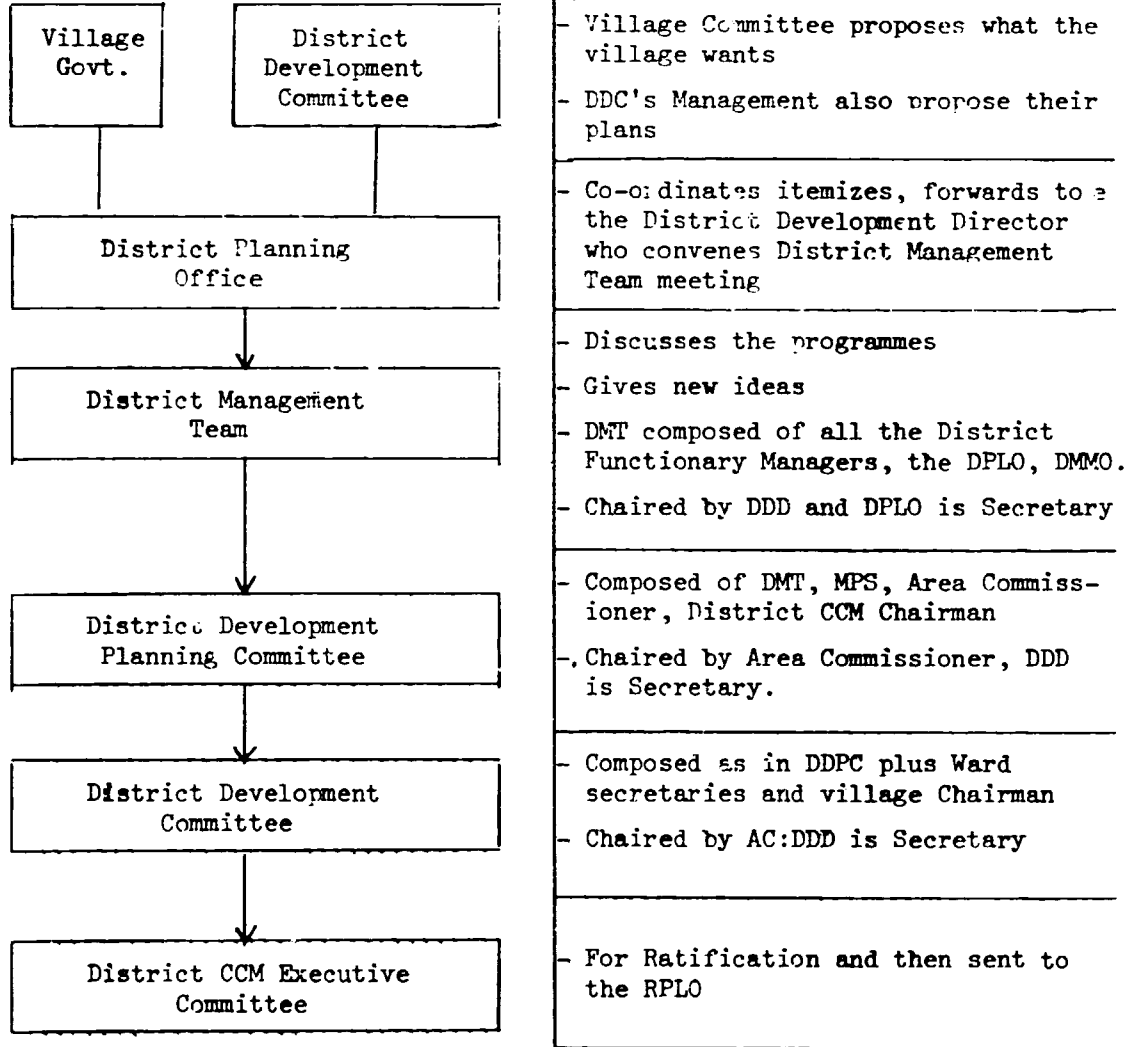 Village
Govt.
District
Development
Committee
- Village Committee proposes what the
village wants
- DDC's Management also propose their
plans
District Planning
Office
- Co-ordinates itemizes, forwards to
the District Development Director
who convenes District Management
Team meeting
District Management
Team
- Discusses the programmes
- Gives new ideas
- DMT composed of all the District
Functionary Managers, the DPLO, DMMO.
- Chaired by DDD and DPLO is Secretary
District Development
Planning Committee
- Composed of DMT, MPS, Area Commiss-
ioner, District CCM Chairman
- Chaired by Area Commissioner, DDD
is Secretary.
District Development
Committee
- Composed as in DDPC plus Ward
secretaries and village Chairman
- Chaired by AC:DDD is Secretary
District CCM Executive
Committee
- For Ratification and then sent to
the RPLO